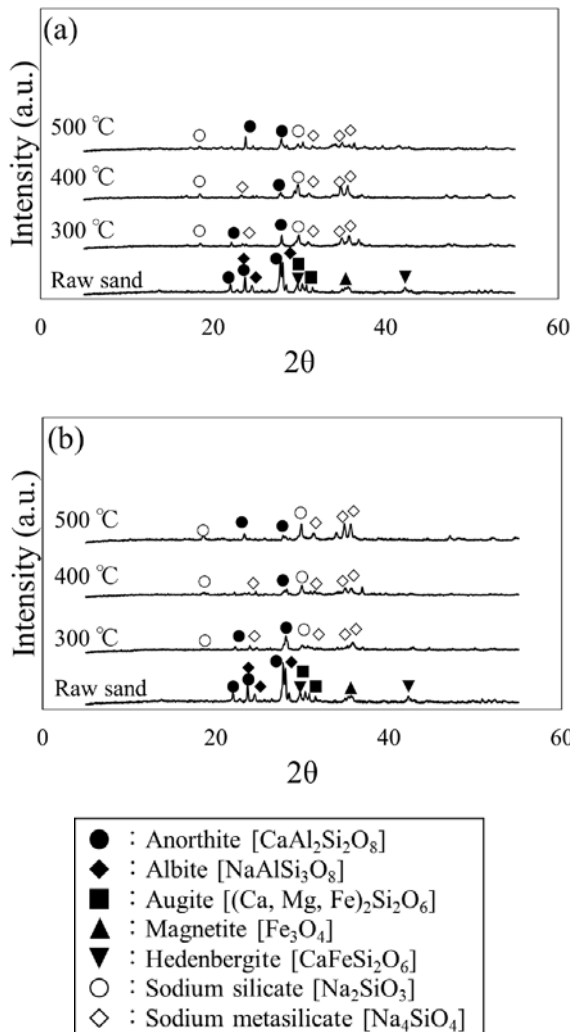 (a)
Intensity (a.u.)
500 ℃
400 ℃
300 ℃
Raw sand
0 20 40 60
2θ
(b)
Intensity (a.u.)
500 ℃
400 ℃
300 ℃
Raw sand
0 20 40 60
2θ
● : Anorthite [CaAl₂Si₂O₈]
◆ : Albite [NaAlSi₃O₈]
■ : Augite [(Ca, Mg, Fe)₂Si₂O₆]
▲ : Magnetite [Fe₃O₄]
▼ : Hedenbergite [CaFeSi₂O₆]
○ : Sodium silicate [Na₂SiO₃]
◇ : Sodium metasilicate [Na₄SiO₄]